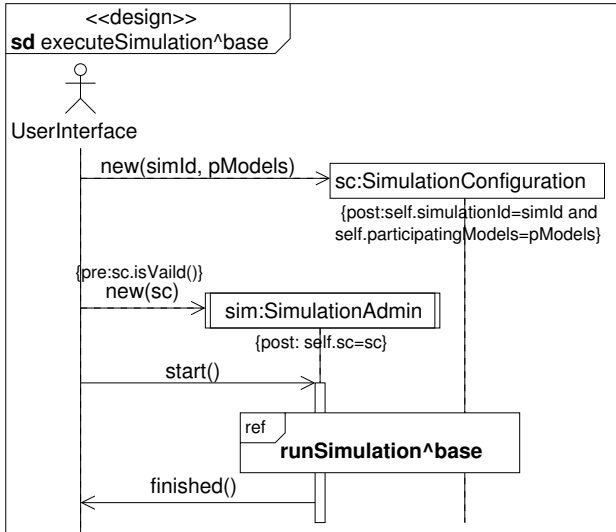 <<design>>
sd executeSimulation^base
UserInterface
new(simId, pModels)
sc:SimulationConfiguration
{post:self.simulationId=simId and
self.participatingModels=pModels}
{pre:sc.isVaild()}
new(sc)
sim:SimulationAdmin
{post: self.sc=sc}
start()
ref
runSimulation^base
finished()